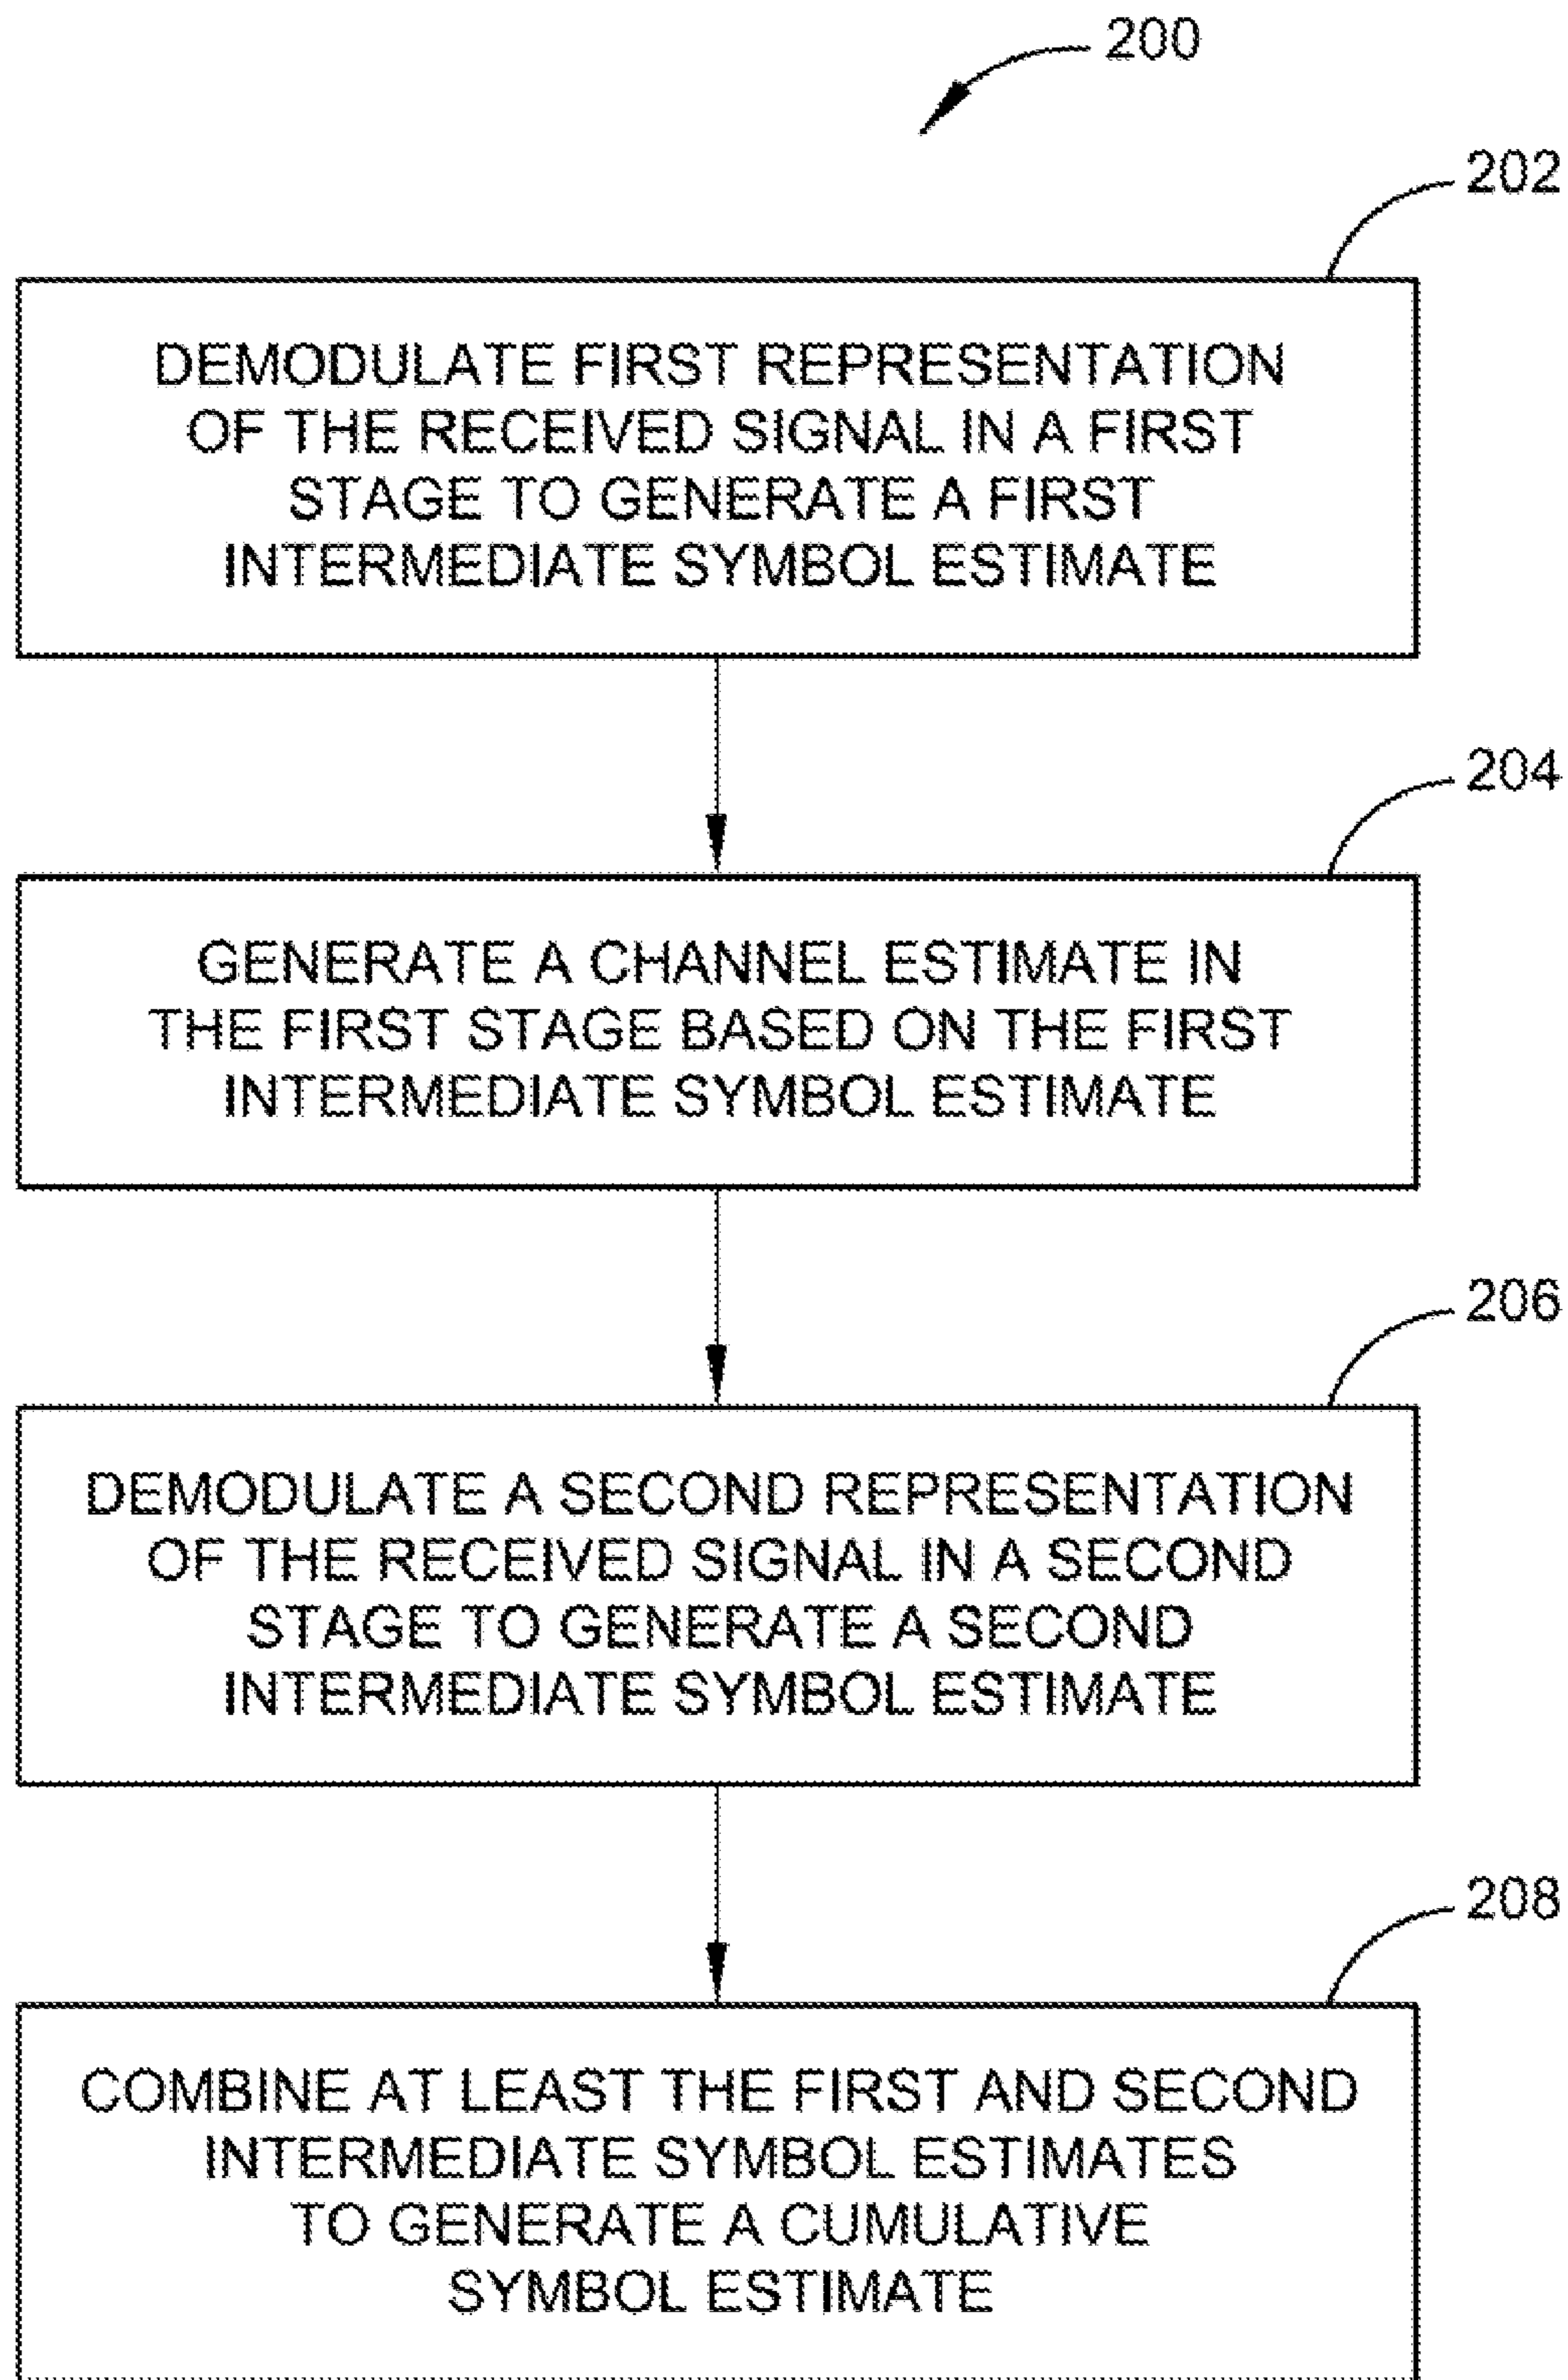 200
202
DEMODULATE FIRST REPRESENTATION
OF THE RECEIVED SIGNAL IN A FIRST
STAGE TO GENERATE A FIRST
INTERMEDIATE SYMBOL ESTIMATE
204
GENERATE A CHANNEL ESTIMATE IN
THE FIRST STAGE BASED ON THE FIRST
INTERMEDIATE SYMBOL ESTIMATE
206
DEMODULATE A SECOND REPRESENTATION
OF THE RECEIVED SIGNAL IN A SECOND
STAGE TO GENERATE A SECOND
INTERMEDIATE SYMBOL ESTIMATE
208
COMBINE AT LEAST THE FIRST AND SECOND
INTERMEDIATE SYMBOL ESTIMATES
TO GENERATE A CUMULATIVE
SYMBOL ESTIMATE